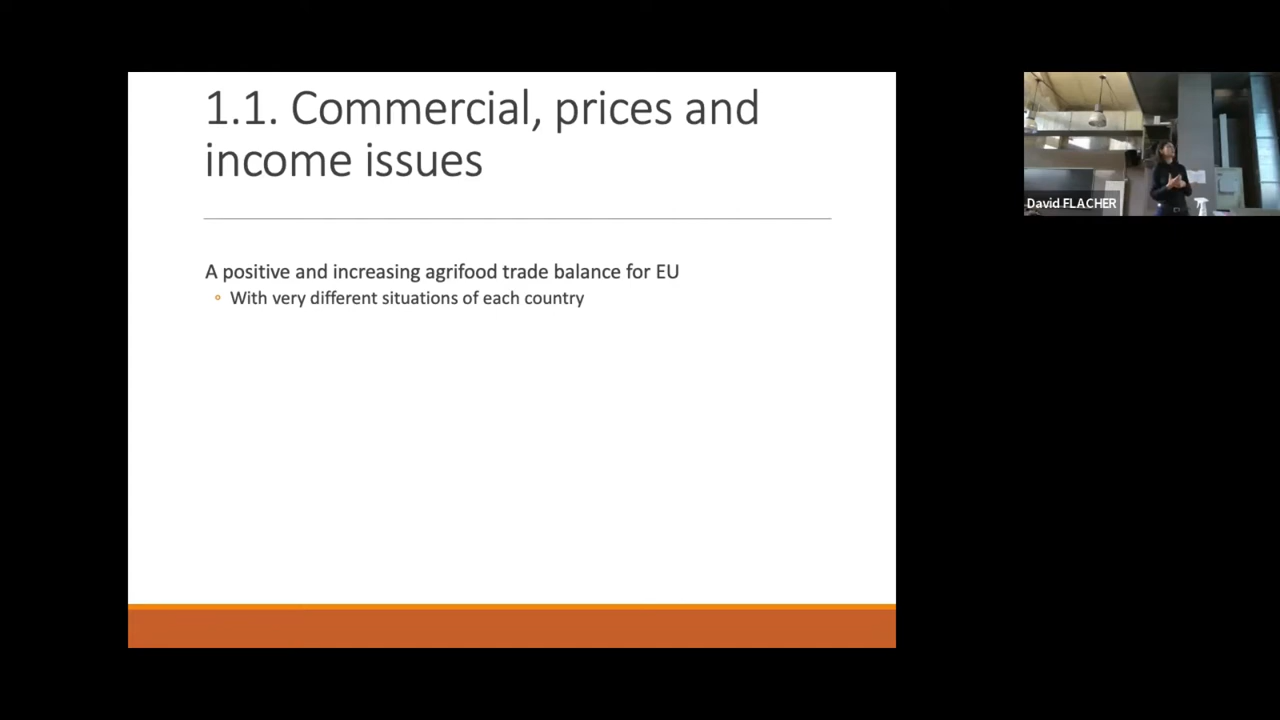 1.1. Commercial, prices and
income issues
A positive and increasing agrifood trade balance for EU
With very different situations of each country
David FLACHER